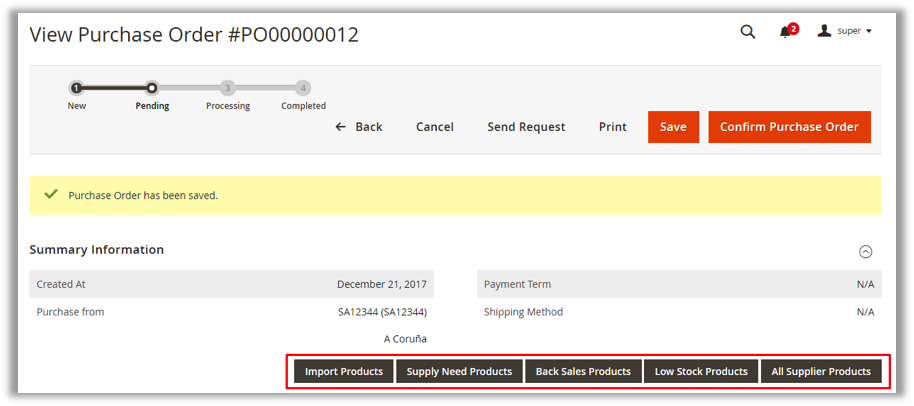 View Purchase Order #PO00000012
2
super
1
3
4
New Pending Processing Completed
Back Cancel Send Request Print Save Confirm Purchase Order
Purchase Order has been saved.
Summary Information
Created At December 21, 2017 Payment Term N/A
Purchase from SA12344 (SA12344) Shipping Method N/A
A Coruña
Import Products Supply Need Products Back Sales Products Low Stock Products All Supplier Products